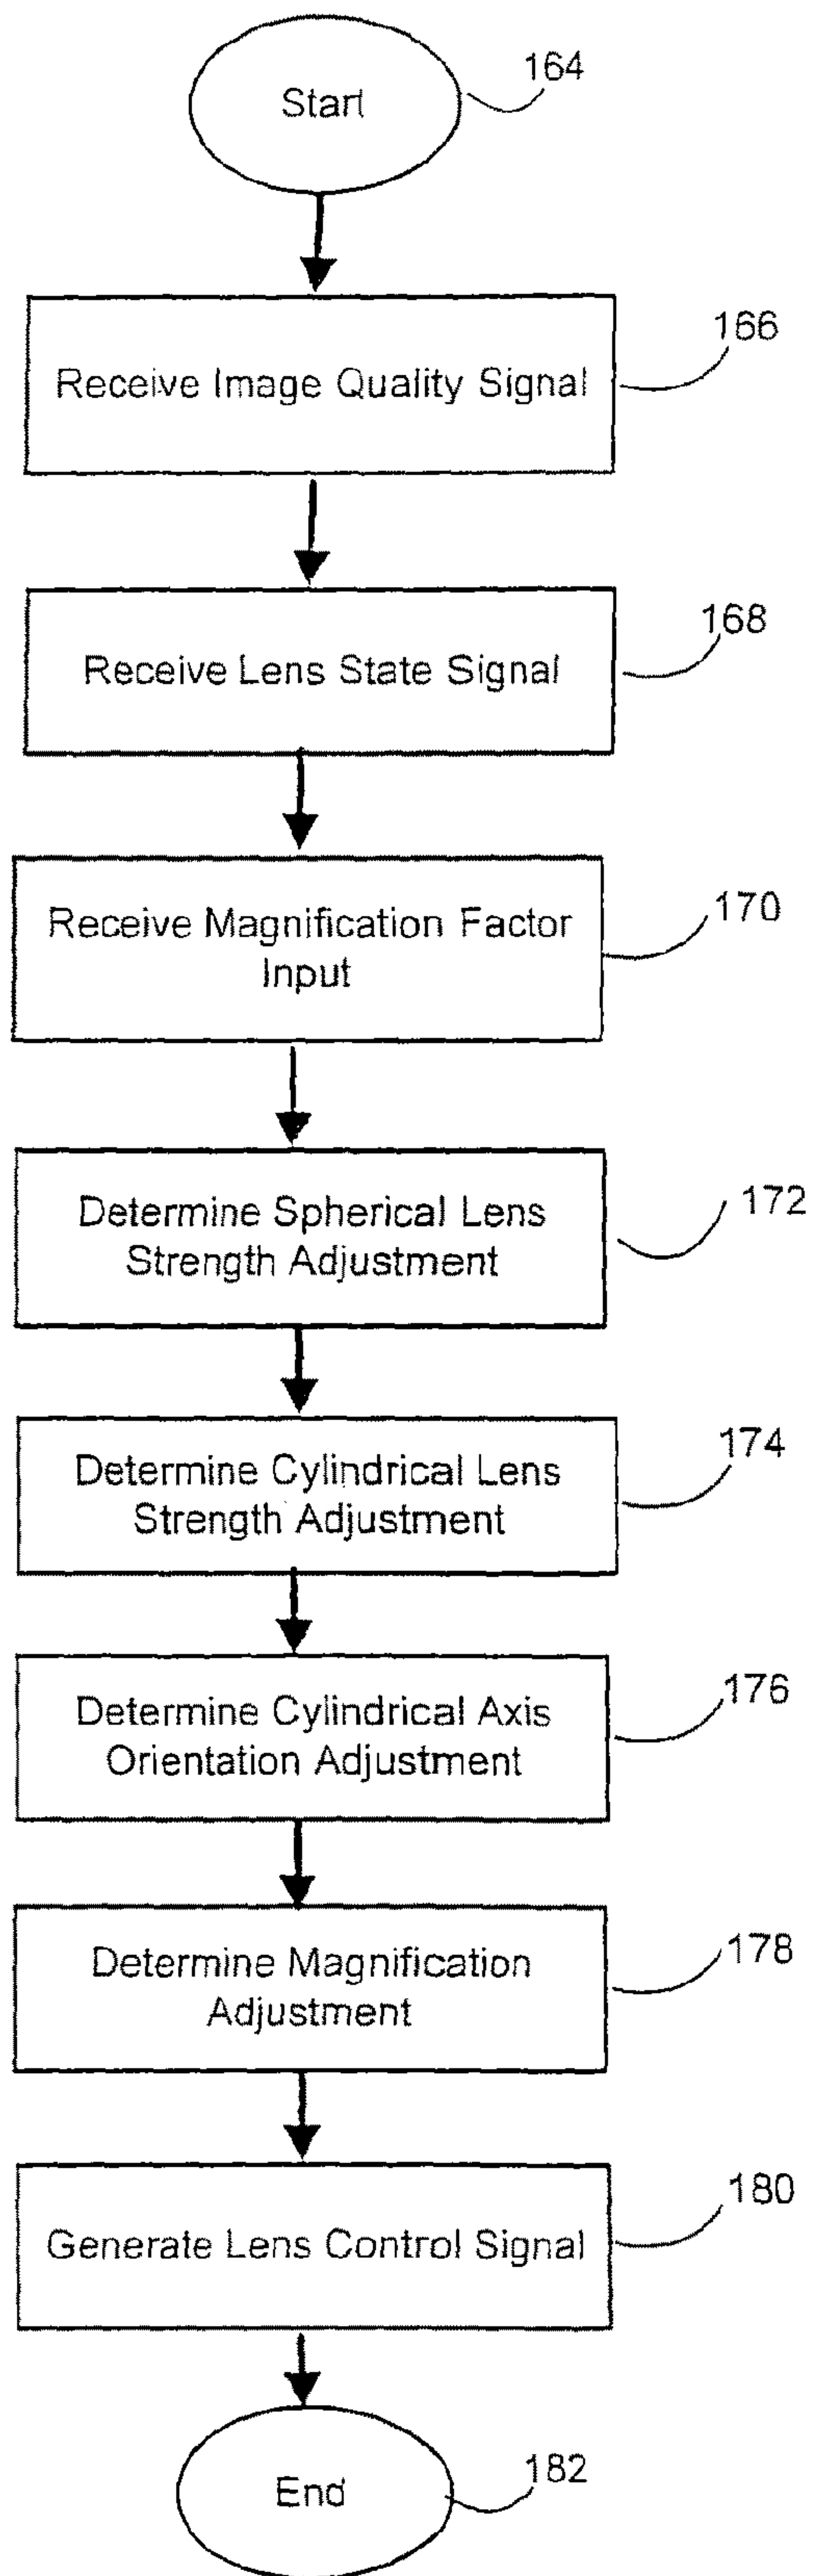 Start
164
Receive Image Quality Signal
166
Receive Lens State Signal
168
Receive Magnification Factor
Input
170
Determine Spherical Lens
Strength Adjustment
172
Determine Cylindrical Lens
Strength Adjustment
174
Determine Cylindrical Axis
Orientation Adjustment
176
Determine Magnification
Adjustment
178
Generate Lens Control Signal
180
End
182